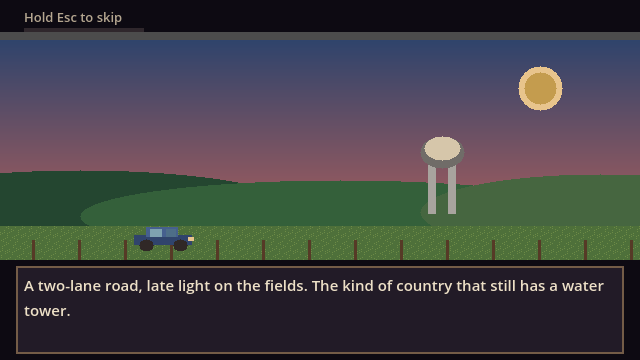 Hold Esc to skip
A two-lane road, late light on the fields. The kind of country that still has a water
tower.